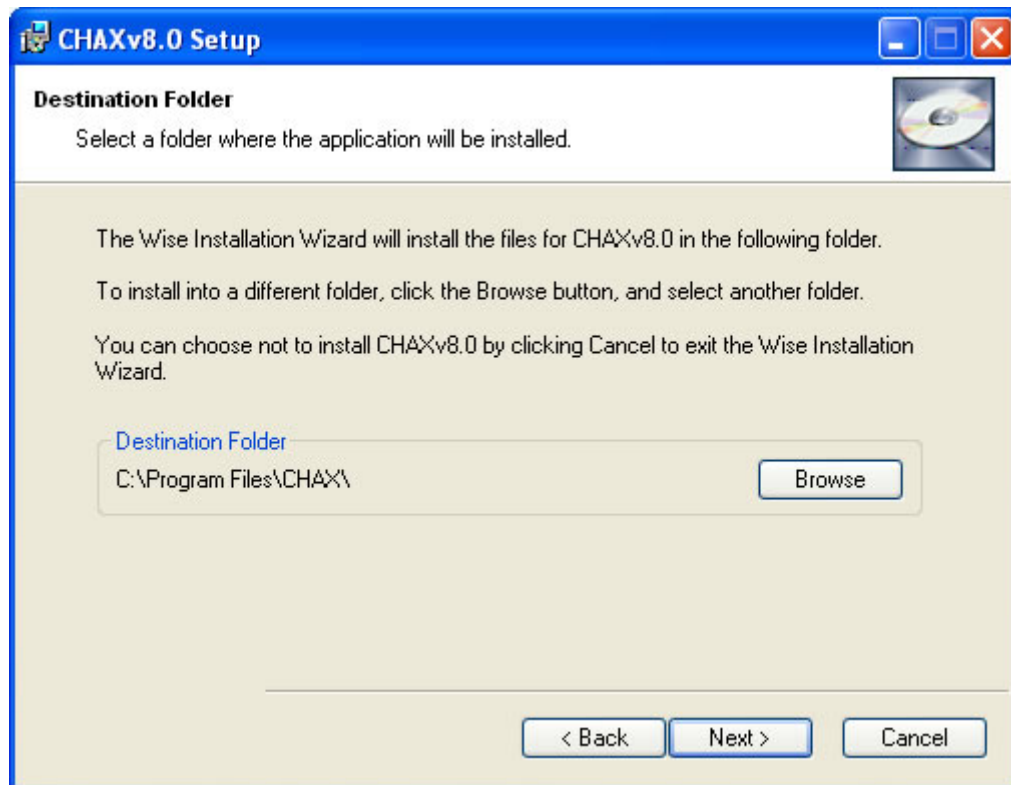 CHAXv8.0 Setup
Destination Folder
Select a folder where the application will be installed.
The Wise Installation Wizard will install the files for CHAXv8.0 in the following folder.
To install into a different folder, click the Browse button, and select another folder.
You can choose not to install CHAXv8.0 by clicking Cancel to exit the Wise Installation
Wizard.
Destination Folder
C:\Program Files\CHAX\
Browse
< Back
Next >
Cancel